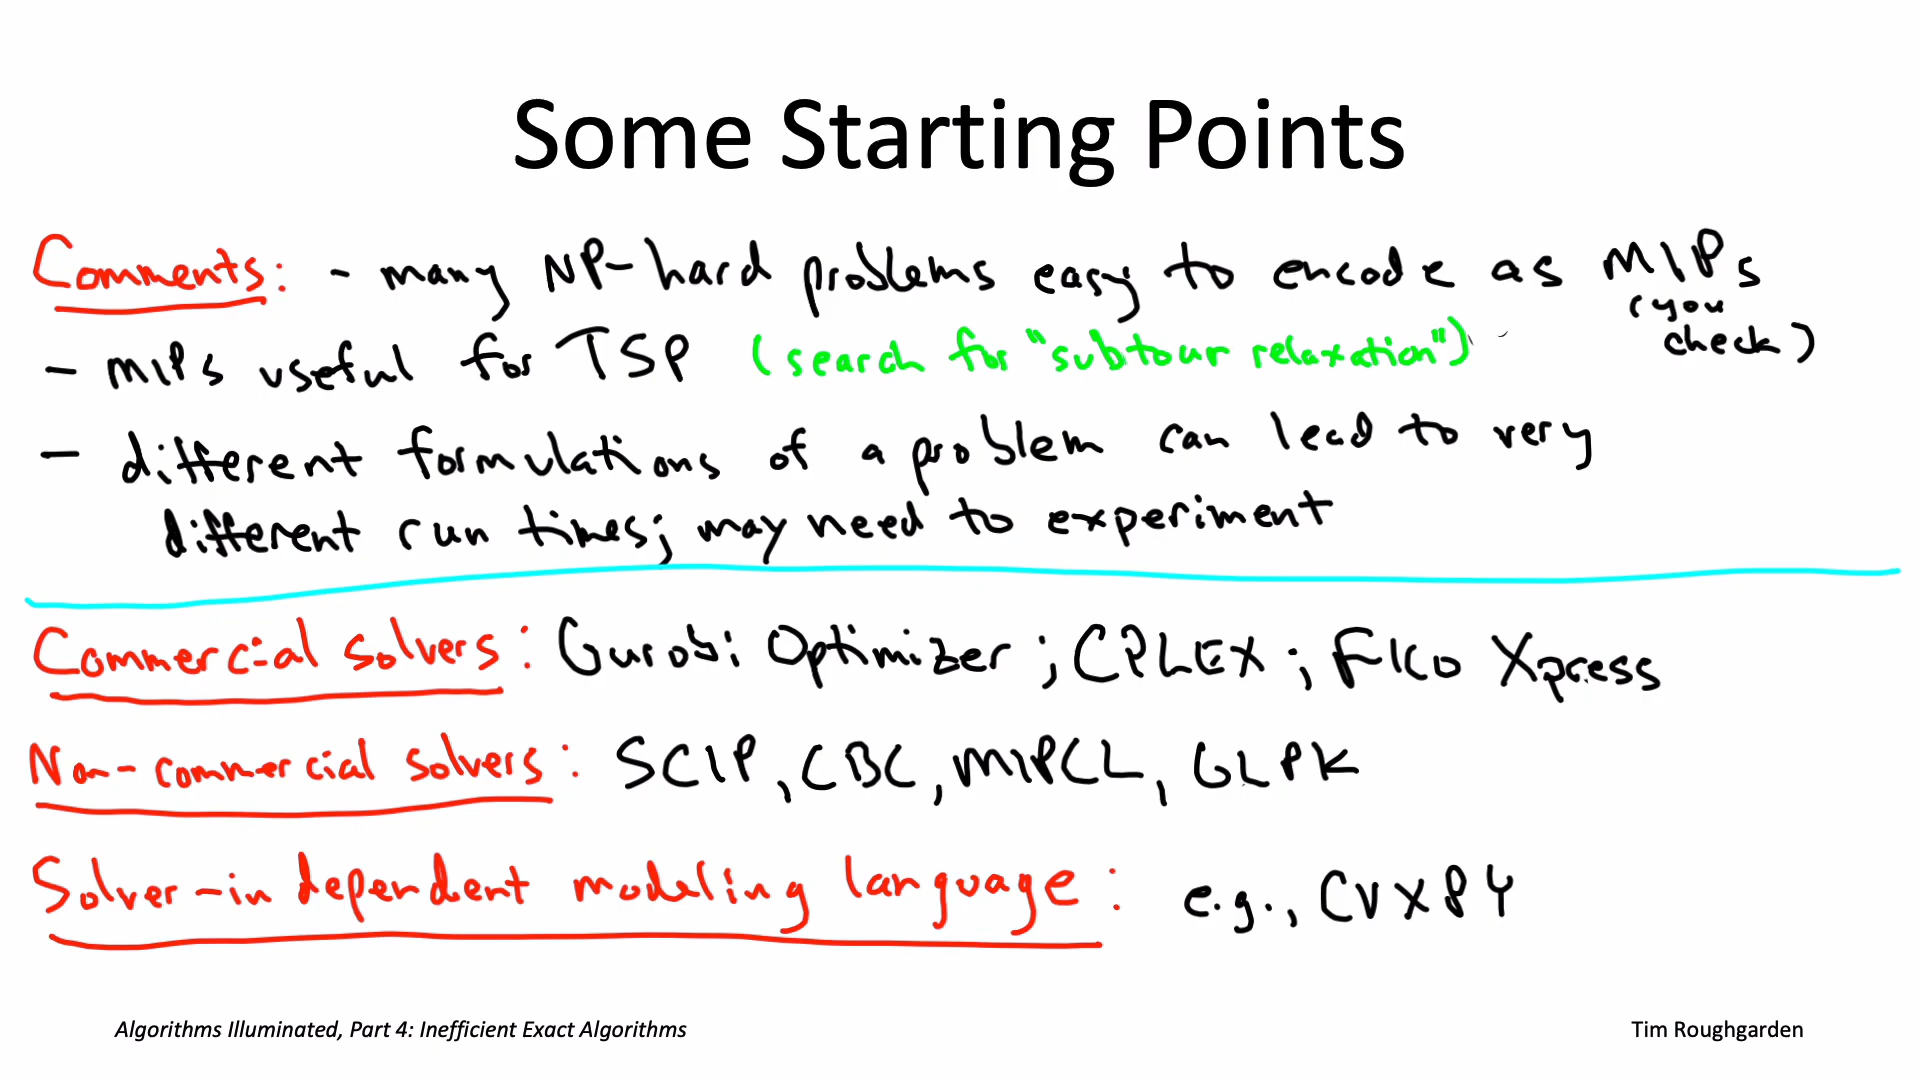 Some Starting Points
Comments: - many NP-hard problems easy to encode as MIPs
(you
check)
- MIPs useful for TSP (search for "subtour relaxation")
- different formulations of a problem can lead to very
different run times; may need to experiment
Commercial solvers: Gurobi Optimizer; CPLEX; FICO Xpress
Non-commercial solvers: SCIP, CBC, MIPCL, GLPK
Solver-independent modeling language: e.g., CVXPY
Algorithms Illuminated, Part 4: Inefficient Exact Algorithms
Tim Roughgarden